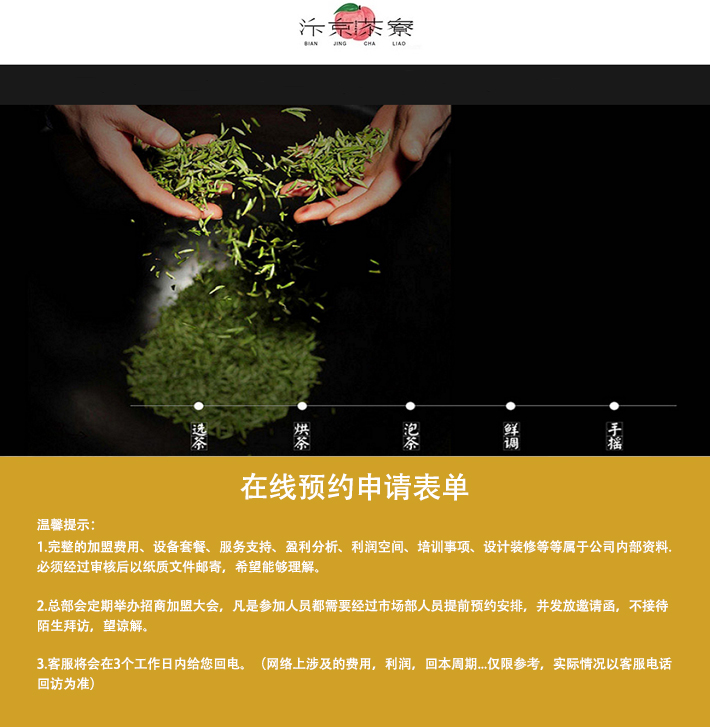 汴京茶寮
BIAN JING CHA LIAO
选茶 烘茶 泡茶 鲜调 手摇
在线预约申请表单
温馨提示：
1.完整的加盟费用、设备套餐、服务支持、盈利分析、利润空间、培训事项、设计装修等等属于公司内部资料.
必须经过审核后以纸质文件邮寄，希望能够理解。
2.总部会定期举办招商加盟大会，凡是参加人员都需要经过市场部人员提前预约安排，并发放邀请函，不接待
陌生拜访，望谅解。
3.客服将会在3个工作日内给您回电。（网络上涉及的费用，利润，回本周期...仅限参考，实际情况以客服电话
回访为准）